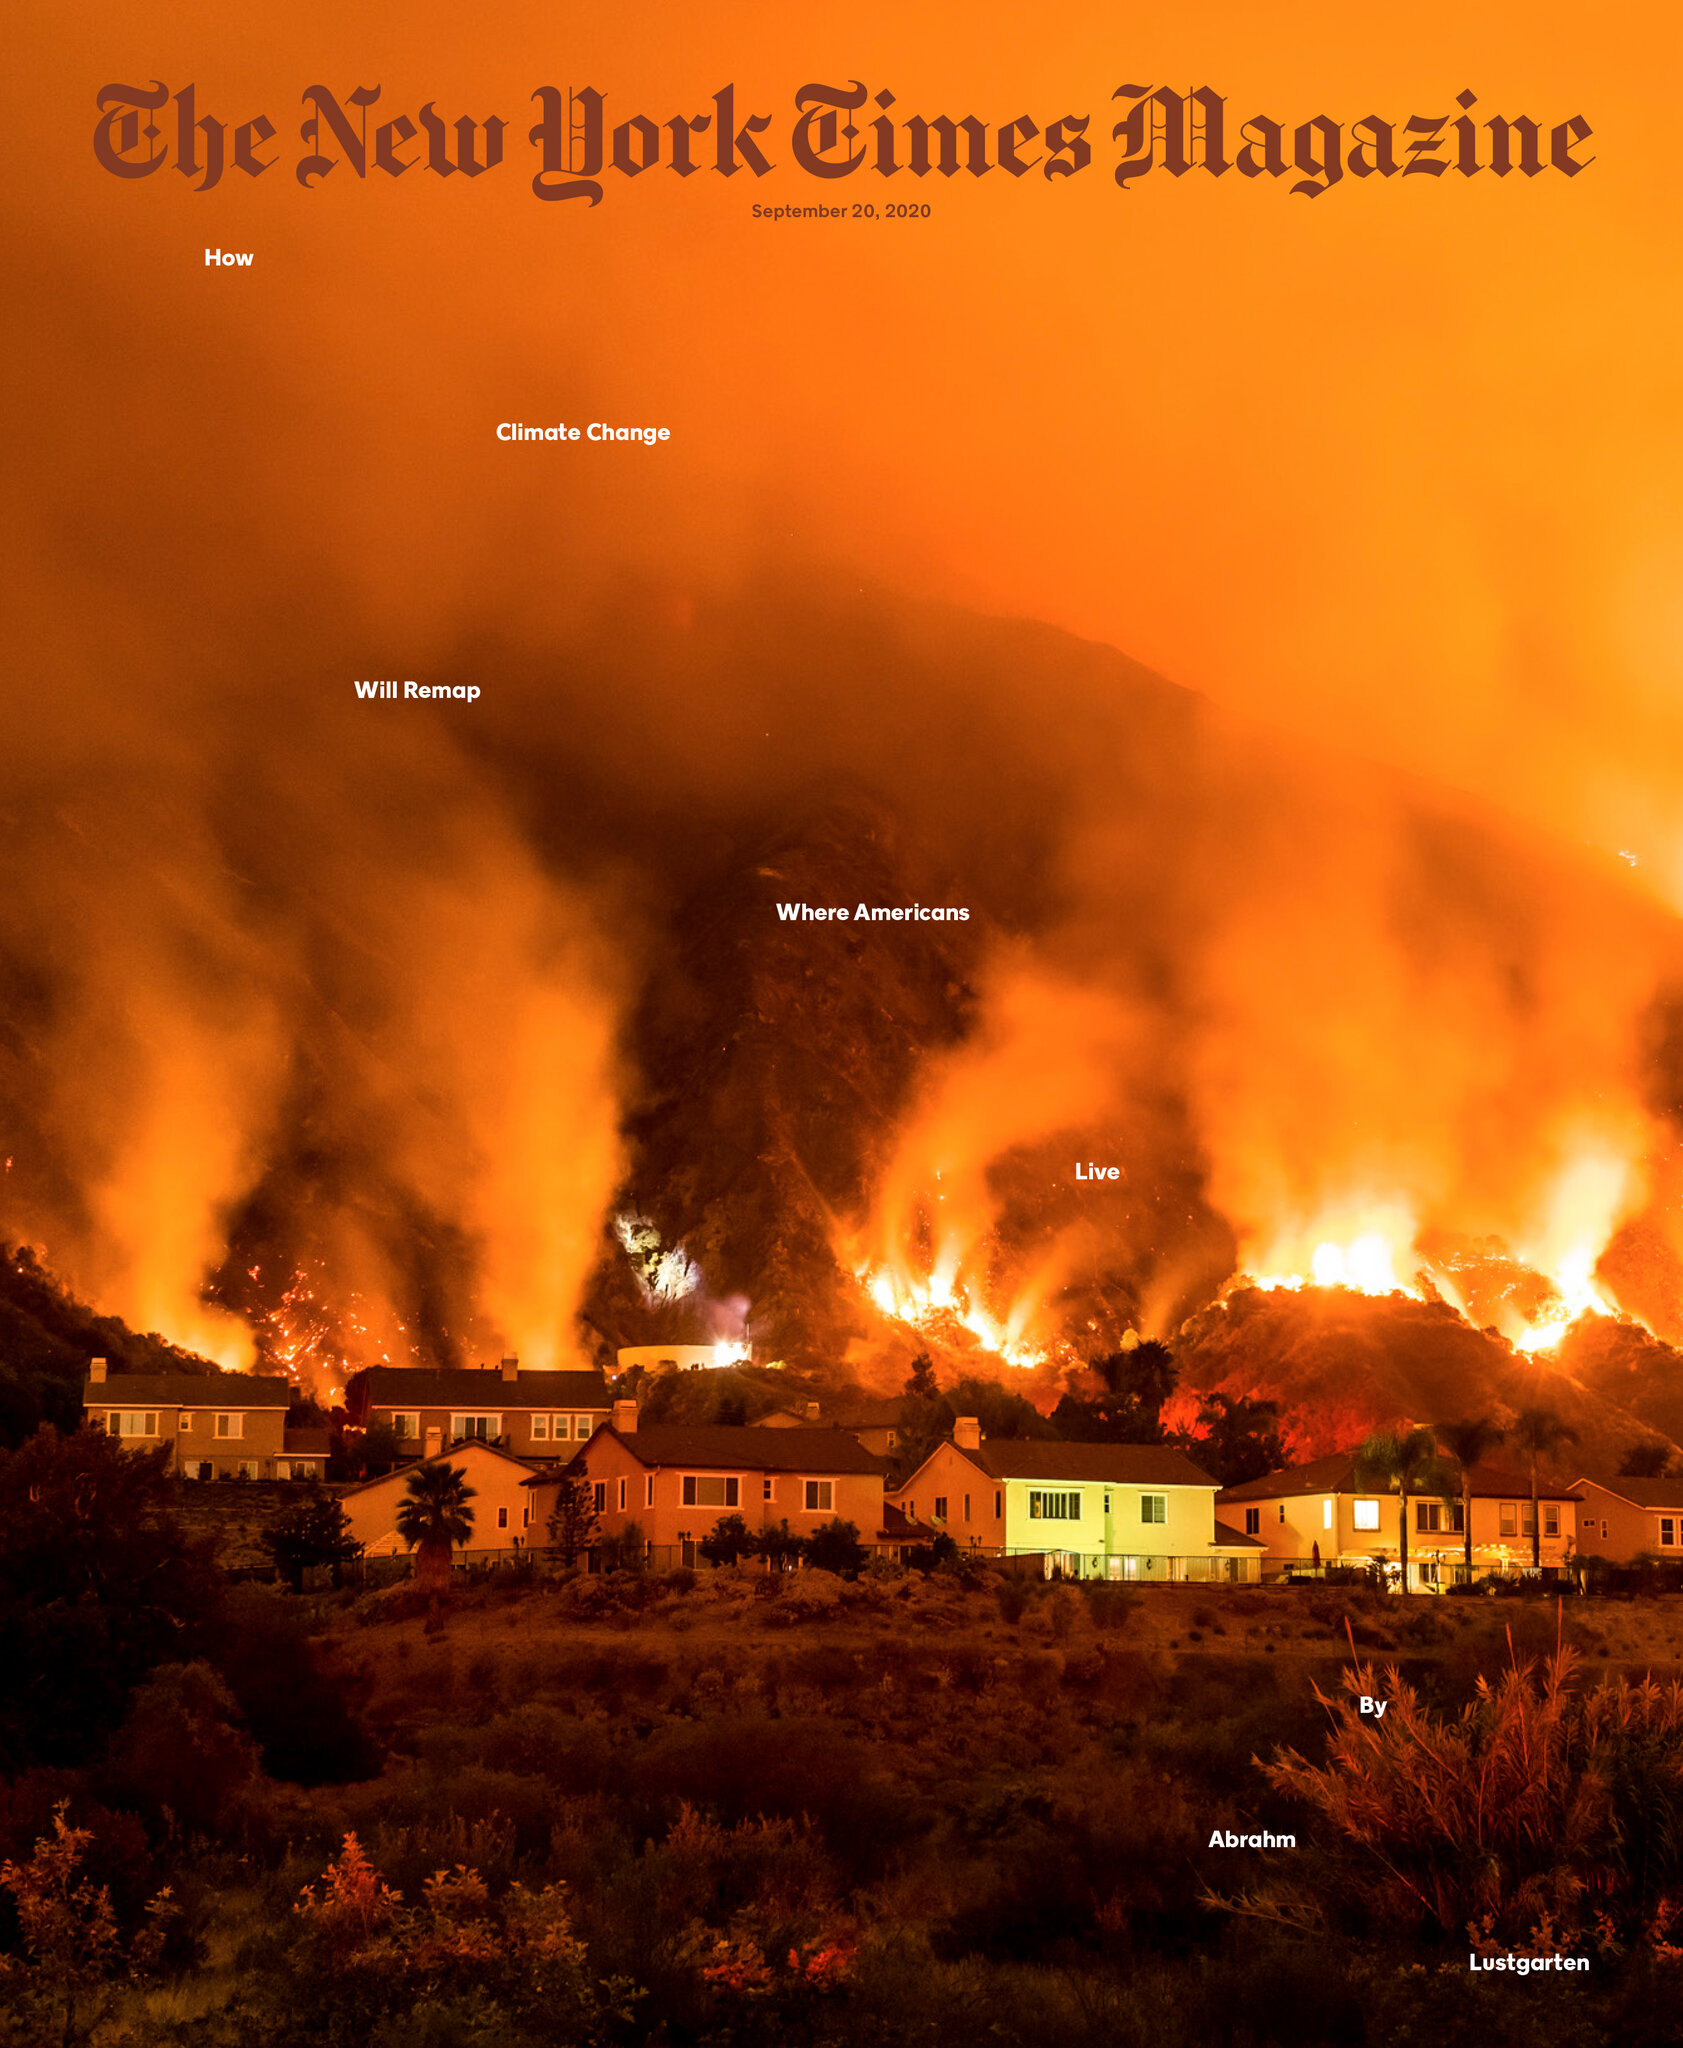 The New York Times Magazine
September 20, 2020
How
Climate Change
Will Remap
Where Americans
Live
By
Abrahm
Lustgarten